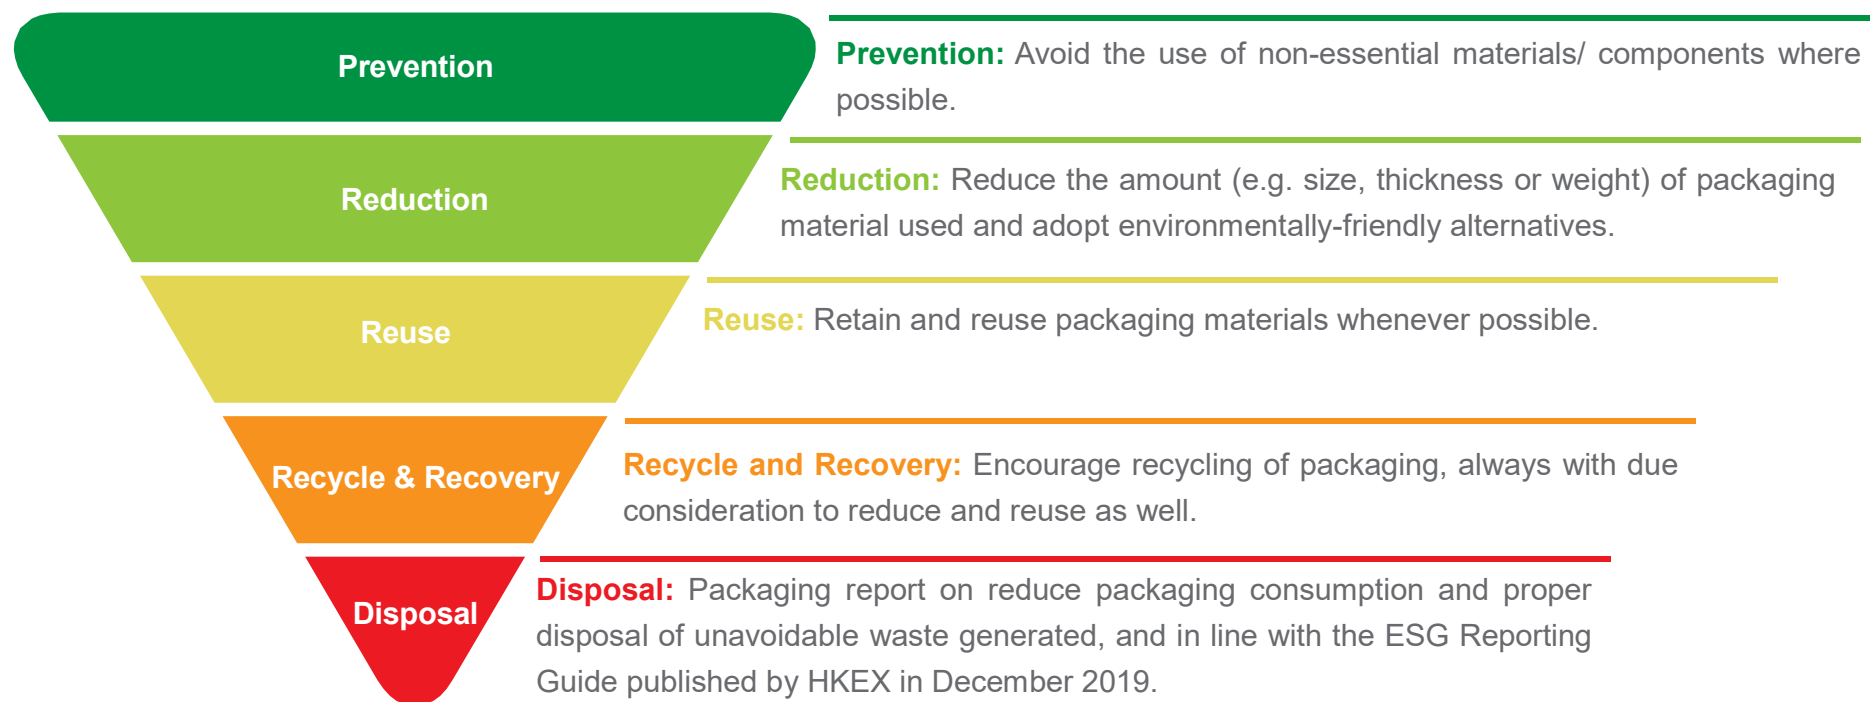 Prevention
Prevention: Avoid the use of non-essential materials/ components where
possible.
Reduction
Reduction: Reduce the amount (e.g. size, thickness or weight) of packaging
material used and adopt environmentally-friendly alternatives.
Reuse
Reuse: Retain and reuse packaging materials whenever possible.
Recycle & Recovery
Recycle and Recovery: Encourage recycling of packaging, always with due
consideration to reduce and reuse as well.
Disposal
Disposal: Packaging report on reduce packaging consumption and proper
disposal of unavoidable waste generated, and in line with the ESG Reporting
Guide published by HKEX in December 2019.